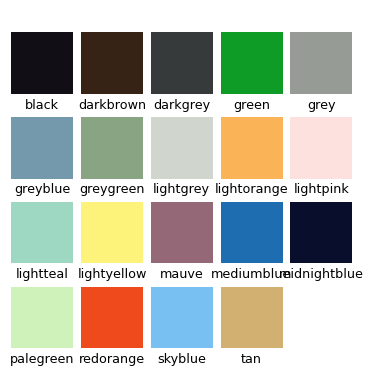 black darkbrown darkgrey green grey
greyblue greygreen lightgrey lightorange lightpink
lightteal lightyellow mauve mediumblue midnightblue
palegreen redorange skyblue tan